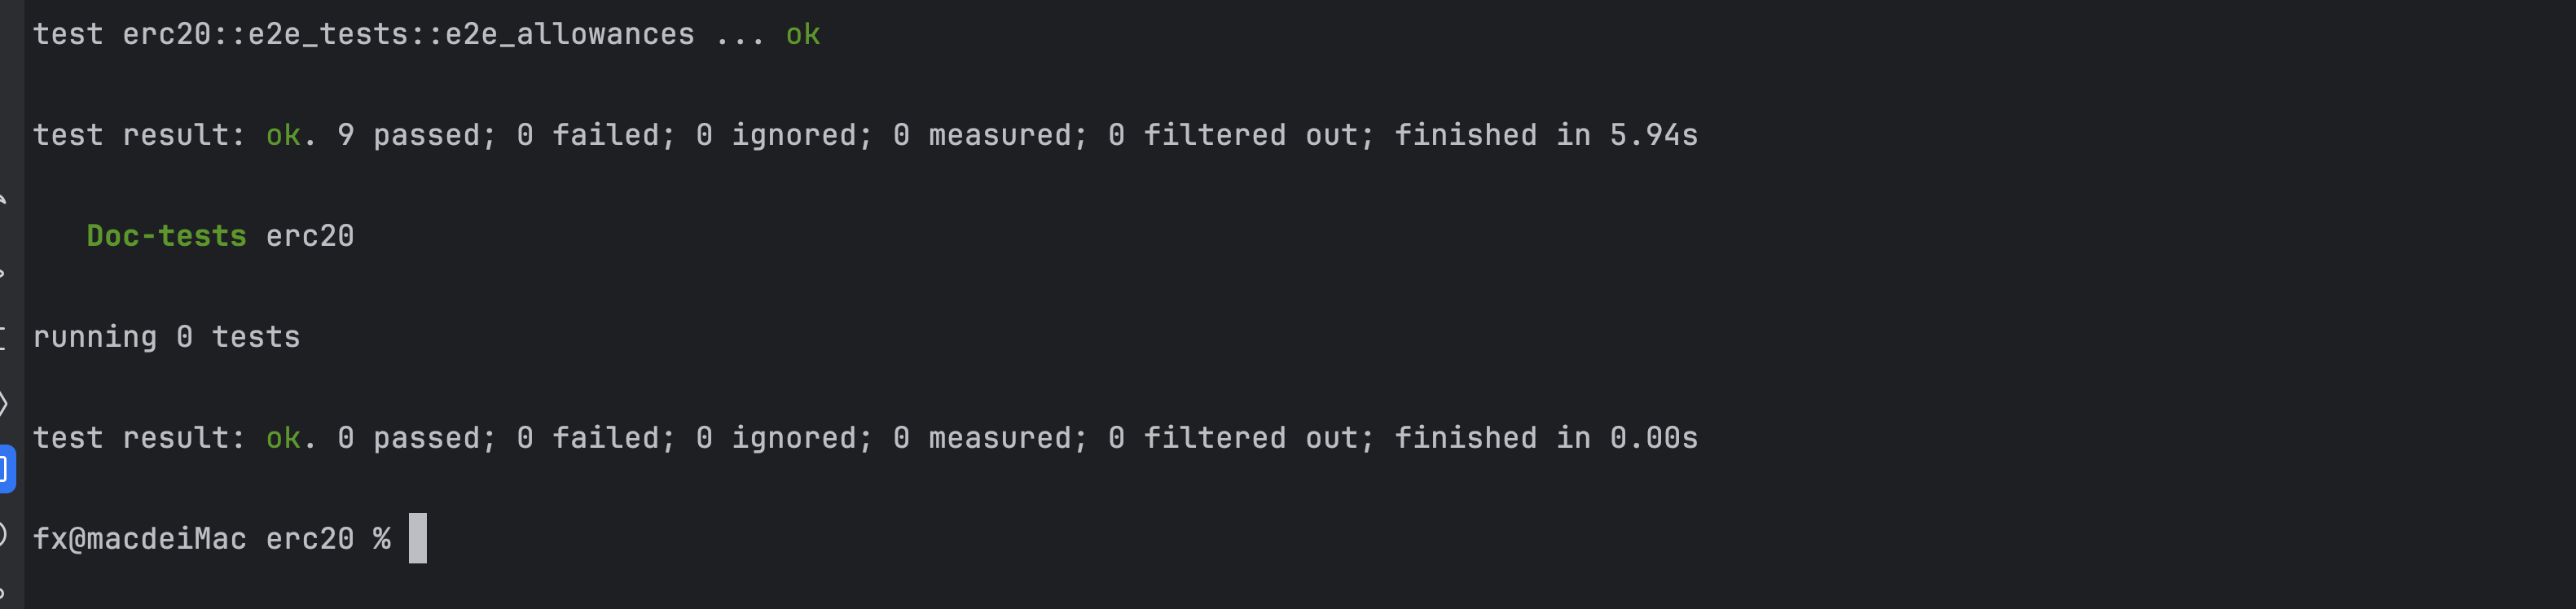 test erc20::e2e_tests::e2e_allowances ... ok
test result: ok. 9 passed; 0 failed; 0 ignored; 0 measured; 0 filtered out; finished in 5.94s
Doc-tests erc20
running 0 tests
test result: ok. 0 passed; 0 failed; 0 ignored; 0 measured; 0 filtered out; finished in 0.00s
fx@macdeiMac erc20 %